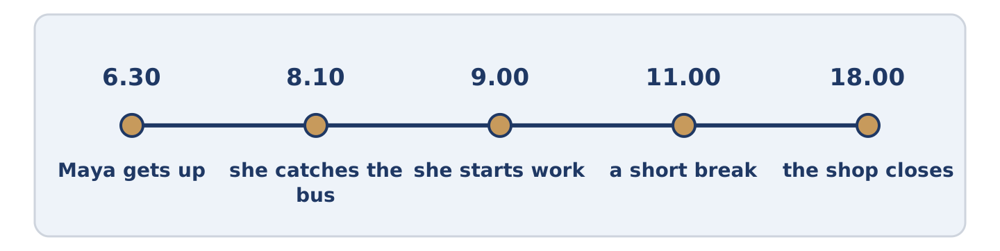 6.30 8.10 9.00 11.00 18.00
Maya gets up she catches the she starts work a short break the shop closes
bus